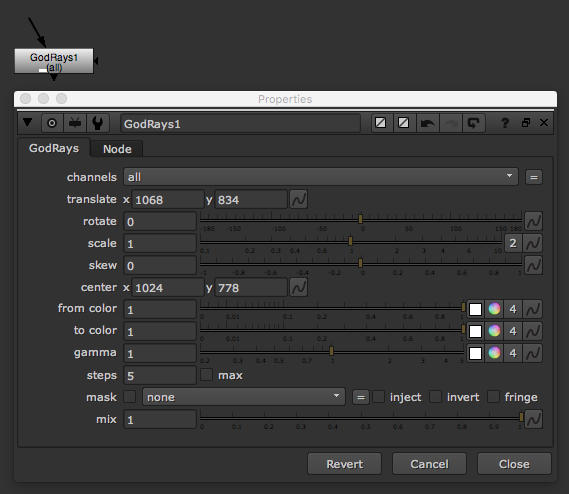 GodRays1
(all)
Properties
GodRays1 ?
GodRays Node
channels all =
translate x 1068 y 834
rotate 0 -185 -150 -100 -50 0 50 100 150 180
scale 1 0.1 0.2 0.3 0.4 0.6 1 2 3 4 5 6 10 2
skew 0 -1 -0.8 -0.6 -0.4 -0.2 0 0.2 0.4 0.6 0.8 1
center x 1024 y 778
from color 1 0 0.01 0.1 0.2 0.4 0.6 0.8 1 4
to color 1 0 0.01 0.1 0.2 0.4 0.6 0.8 1 4
gamma 1 0.2 0.3 0.4 0.5 1 2 3 4
steps 5 max
mask none = inject invert fringe
mix 1 0 0.1 0.2 0.3 0.4 0.5 0.6 0.7 0.8 0.9 1
Revert Cancel Close